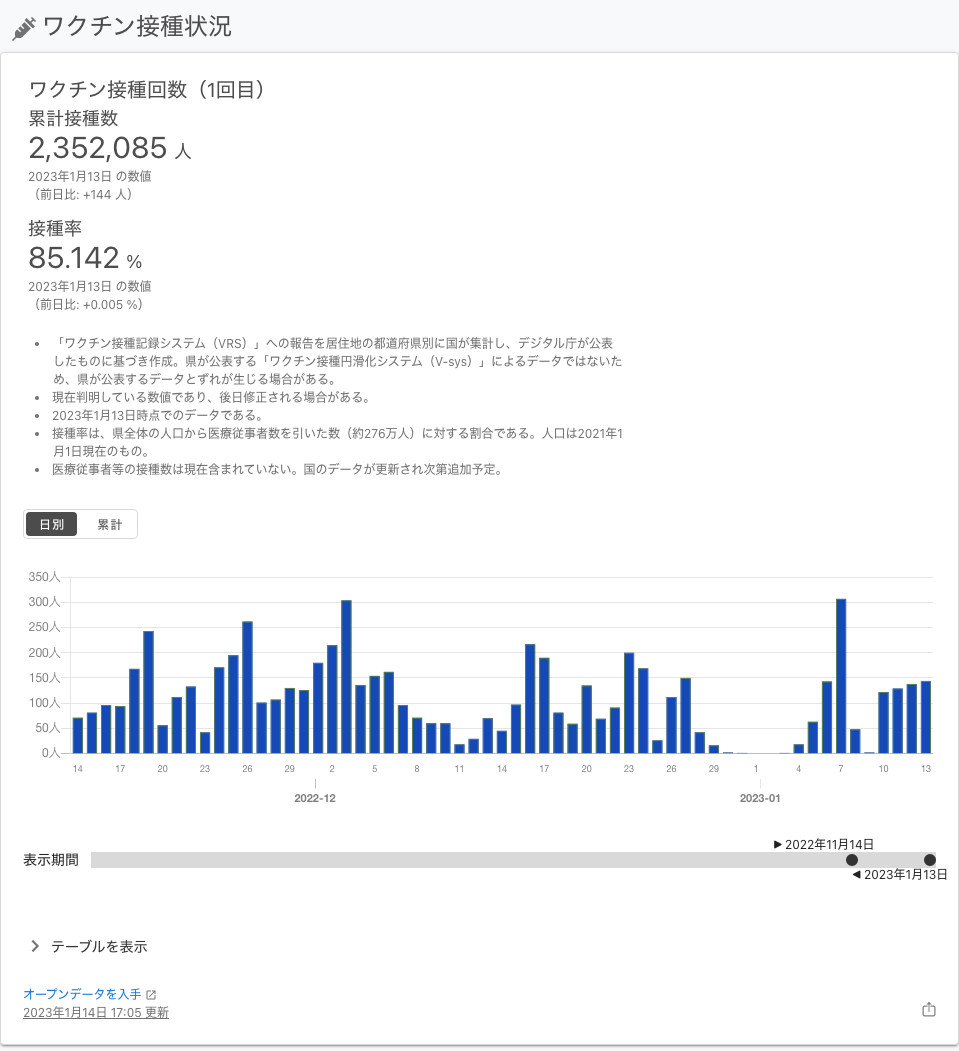 ワクチン接種状況
ワクチン接種回数（1回目）
累計接種数
2,352,085 人
2023年1月13日 の数値
（前日比: +144 人）
接種率
85.142 %
2023年1月13日 の数値
（前日比: +0.005 %）
• 「ワクチン接種記録システム（VRS）」への報告を居住地の都道府県別に国が集計し、デジタル庁が公表
したものに基づき作成。県が公表する「ワクチン接種円滑化システム（V-sys）」によるデータではないた
め、県が公表するデータとずれが生じる場合がある。
• 現在判明している数値であり、後日修正される場合がある。
• 2023年1月13日時点でのデータである。
• 接種率は、県全体の人口から医療従事者数を引いた数（約276万人）に対する割合である。人口は2021年1
月1日現在のもの。
• 医療従事者等の接種数は現在含まれていない。国のデータが更新され次第追加予定。
日別 累計
350人
300人
250人
200人
150人
100人
50人
0人
14 17 20 23 26 29 2 5 8 11 14 17 20 23 26 29 1 4 7 10 13
2022-12 2023-01
▶ 2022年11月14日
表示期間
◀ 2023年1月13日
テーブルを表示
オープンデータを入手
2023年1月14日 17:05 更新